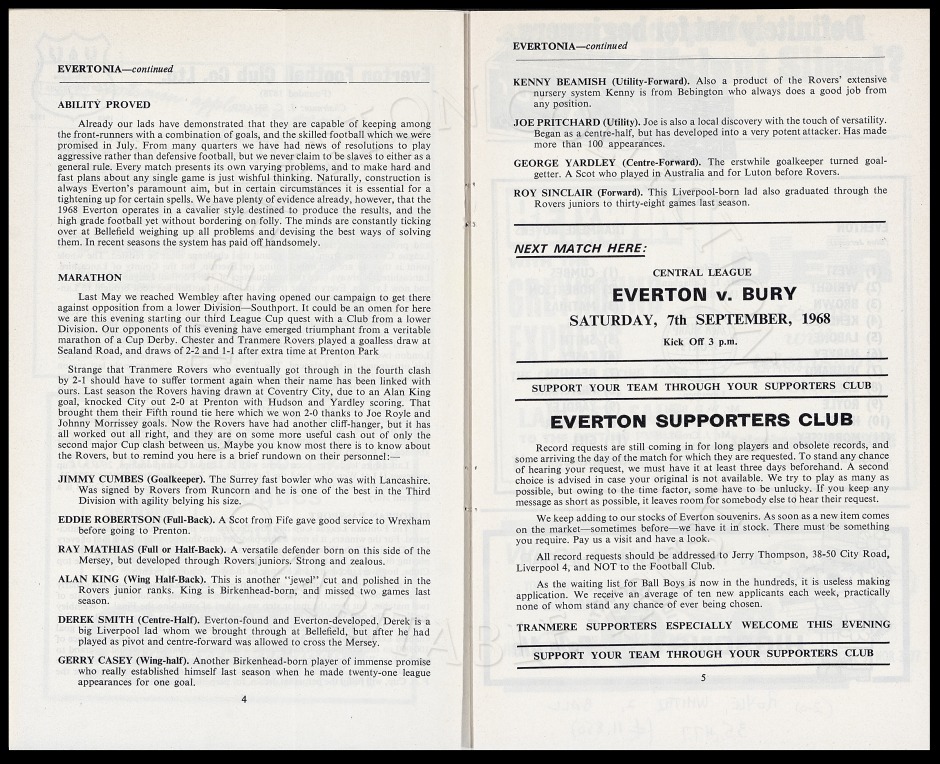 EVERTONIA—continued
ABILITY PROVED
Already our lads have demonstrated that they are capable of keeping among
the front-runners with a combination of goals, and the skilled football which we were
promised in July. From many quarters we have had news of resolutions to play
aggressive rather than defensive football, but we never claim to be slaves to either as a
general rule. Every match presents its own varying problems, and to make hard and
fast plans about any single game is just wishful thinking. Naturally, construction is
always Everton's paramount aim, but in certain circumstances it is essential for a
tightening up for certain spells. We have plenty of evidence already, however, that the
1968 Everton operates in a cavalier style destined to produce the results, and the
high grade football yet without bordering on folly. The minds are constantly ticking
over at Bellefield weighing up all problems and devising the best ways of solving
them. In recent seasons the system has paid off handsomely.
MARATHON
Last May we reached Wembley after having opened our campaign to get there
against opposition from a lower Division—Southport. It could be an omen for here
we are this evening starting our third League Cup quest with a Club from a lower
Division. Our opponents of this evening have emerged triumphant from a veritable
marathon of a Cup Derby. Chester and Tranmere Rovers played a goalless draw at
Sealand Road, and draws of 2-2 and 1-1 after extra time at Prenton Park
Strange that Tranmere Rovers who eventually got through in the fourth clash
by 2-1 should have to suffer torment again when their name has been linked with
ours. Last season the Rovers having drawn at Coventry City, due to an Alan King
goal, knocked City out 2-0 at Prenton with Hudson and Yardley scoring. That
brought them their Fifth round tie here which we won 2-0 thanks to Joe Royle and
Johnny Morrissey goals. Now the Rovers have had another cliff-hanger, but it has
all worked out all right, and they are on some more useful cash out of only the
second major Cup clash between us. Maybe you know most there is to know about
the Rovers, but to remind you here is a brief rundown on their personnel:—
JIMMY CUMBES (Goalkeeper). The Surrey fast bowler who was with Lancashire.
Was signed by Rovers from Runcorn and he is one of the best in the Third
Division with agility belying his size.
EDDIE ROBERTSON (Full-Back). A Scot from Fife gave good service to Wrexham
before going to Prenton.
RAY MATHIAS (Full or Half-Back). A versatile defender born on this side of the
Mersey, but developed through Rovers juniors. Strong and zealous.
ALAN KING (Wing Half-Back). This is another "jewel" cut and polished in the
Rovers junior ranks. King is Birkenhead-born, and missed two games last
season.
DEREK SMITH (Centre-Half). Everton-found and Everton-developed, Derek is a
big Liverpool lad whom we brought through at Bellefield, but after he had
played as pivot and centre-forward was allowed to cross the Mersey.
GERRY CASEY (Wing-half). Another Birkenhead-born player of immense promise
who really established himself last season when he made twenty-one league
appearances for one goal.
4
EVERTONIA—continued
KENNY BEAMISH (Utility-Forward). Also a product of the Rovers' extensive
nursery system Kenny is from Bebington who always does a good job from
any position.
JOE PRITCHARD (Utility). Joe is also a local discovery with the touch of versatility.
Began as a centre-half, but has developed into a very potent attacker. Has made
more than 100 appearances.
GEORGE YARDLEY (Centre-Forward). The erstwhile goalkeeper turned goal-
getter. A Scot who played in Australia and for Luton before Rovers.
ROY SINCLAIR (Forward). This Liverpool-born lad also graduated through the
Rovers juniors to thirty-eight games last season.
NEXT MATCH HERE:
CENTRAL LEAGUE
EVERTON v. BURY
SATURDAY, 7th SEPTEMBER, 1968
Kick Off 3 p.m.
SUPPORT YOUR TEAM THROUGH YOUR SUPPORTERS CLUB
EVERTON SUPPORTERS CLUB
Record requests are still coming in for long players and obsolete records, and
some arriving the day of the match for which they are requested. To stand any chance
of hearing your request, we must have it at least three days beforehand. A second
choice is advised in case your original is not available. We try to play as many as
possible, but owing to the time factor, some have to be unlucky. If you keep any
message as short as possible, it leaves room for somebody else to hear their request.
We keep adding to our stocks of Everton souvenirs. As soon as a new item comes
on the market—sometimes before—we have it in stock. There must be something
you require. Pay us a visit and have a look.
All record requests should be addressed to Jerry Thompson, 38-50 City Road,
Liverpool 4, and NOT to the Football Club.
As the waiting list for Ball Boys is now in the hundreds, it is useless making
application. We receive an average of ten new applicants each week, practically
none of whom stand any chance of ever being chosen.
TRANMERE SUPPORTERS ESPECIALLY WELCOME THIS EVENING
SUPPORT YOUR TEAM THROUGH YOUR SUPPORTERS CLUB
5